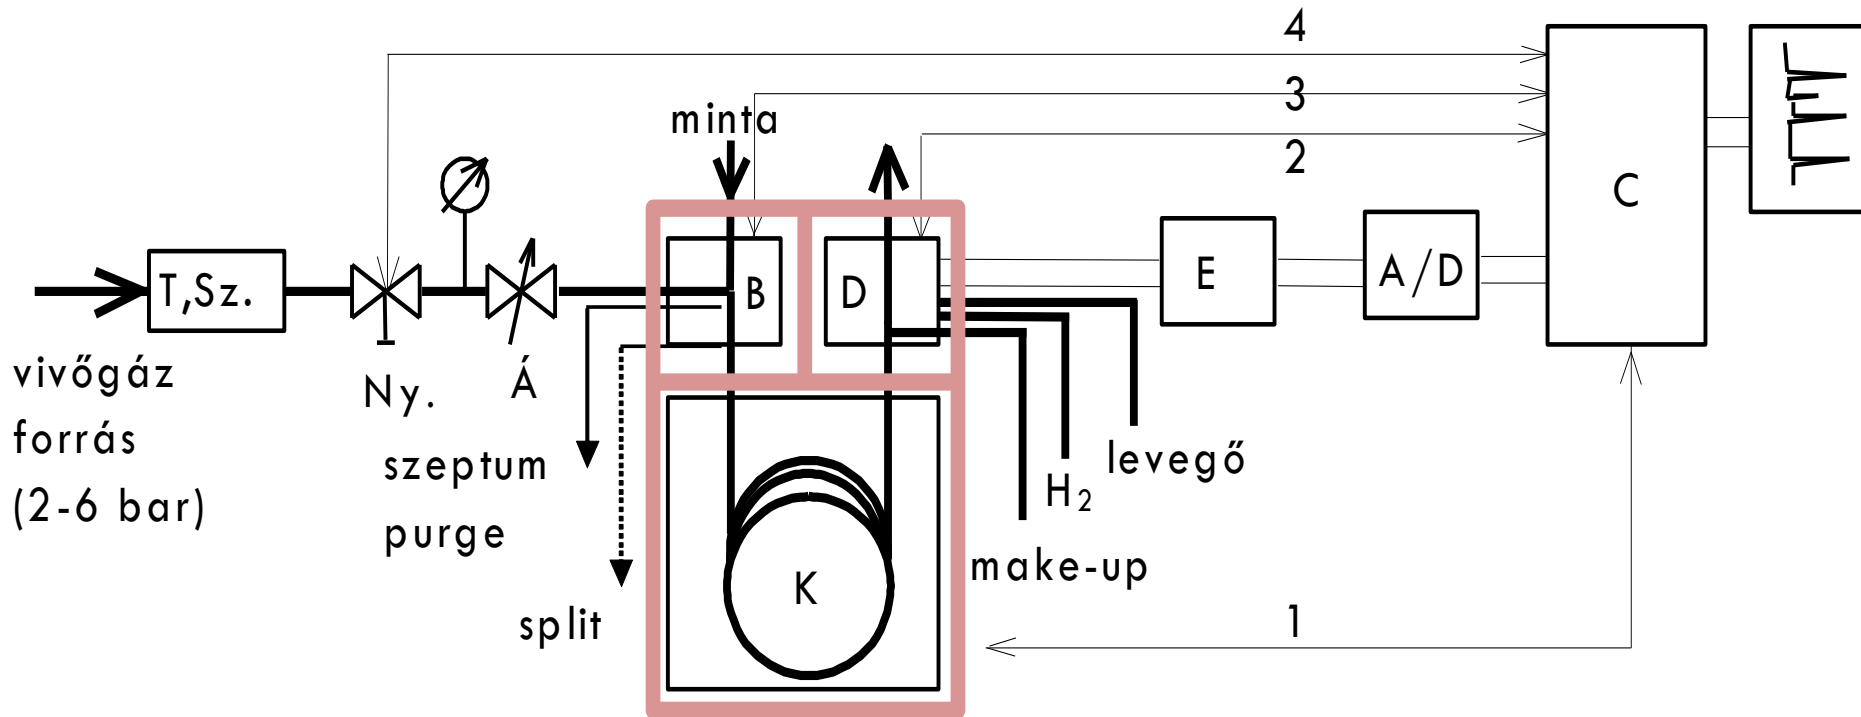 4
3
minta
2
C
T,Sz.
B
D
E
A/D
vivőgáz
forrás
(2-6 bar)
Ny.
Á
szeptum
purge
split
levegő
H₂
make-up
K
1